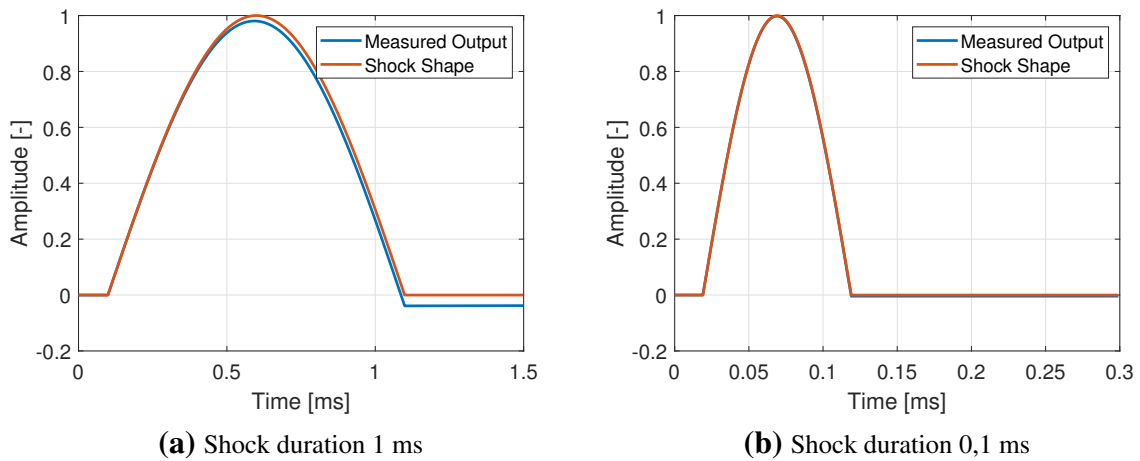 1
0.8
0.6
0.4
0.2
0
-0.2
Amplitude [-]
Measured Output
Shock Shape
0 0.5 1 1.5
Time [ms]
(a) Shock duration 1 ms
1
0.8
0.6
0.4
0.2
0
-0.2
Amplitude [-]
Measured Output
Shock Shape
0 0.05 0.1 0.15 0.2 0.25 0.3
Time [ms]
(b) Shock duration 0,1 ms